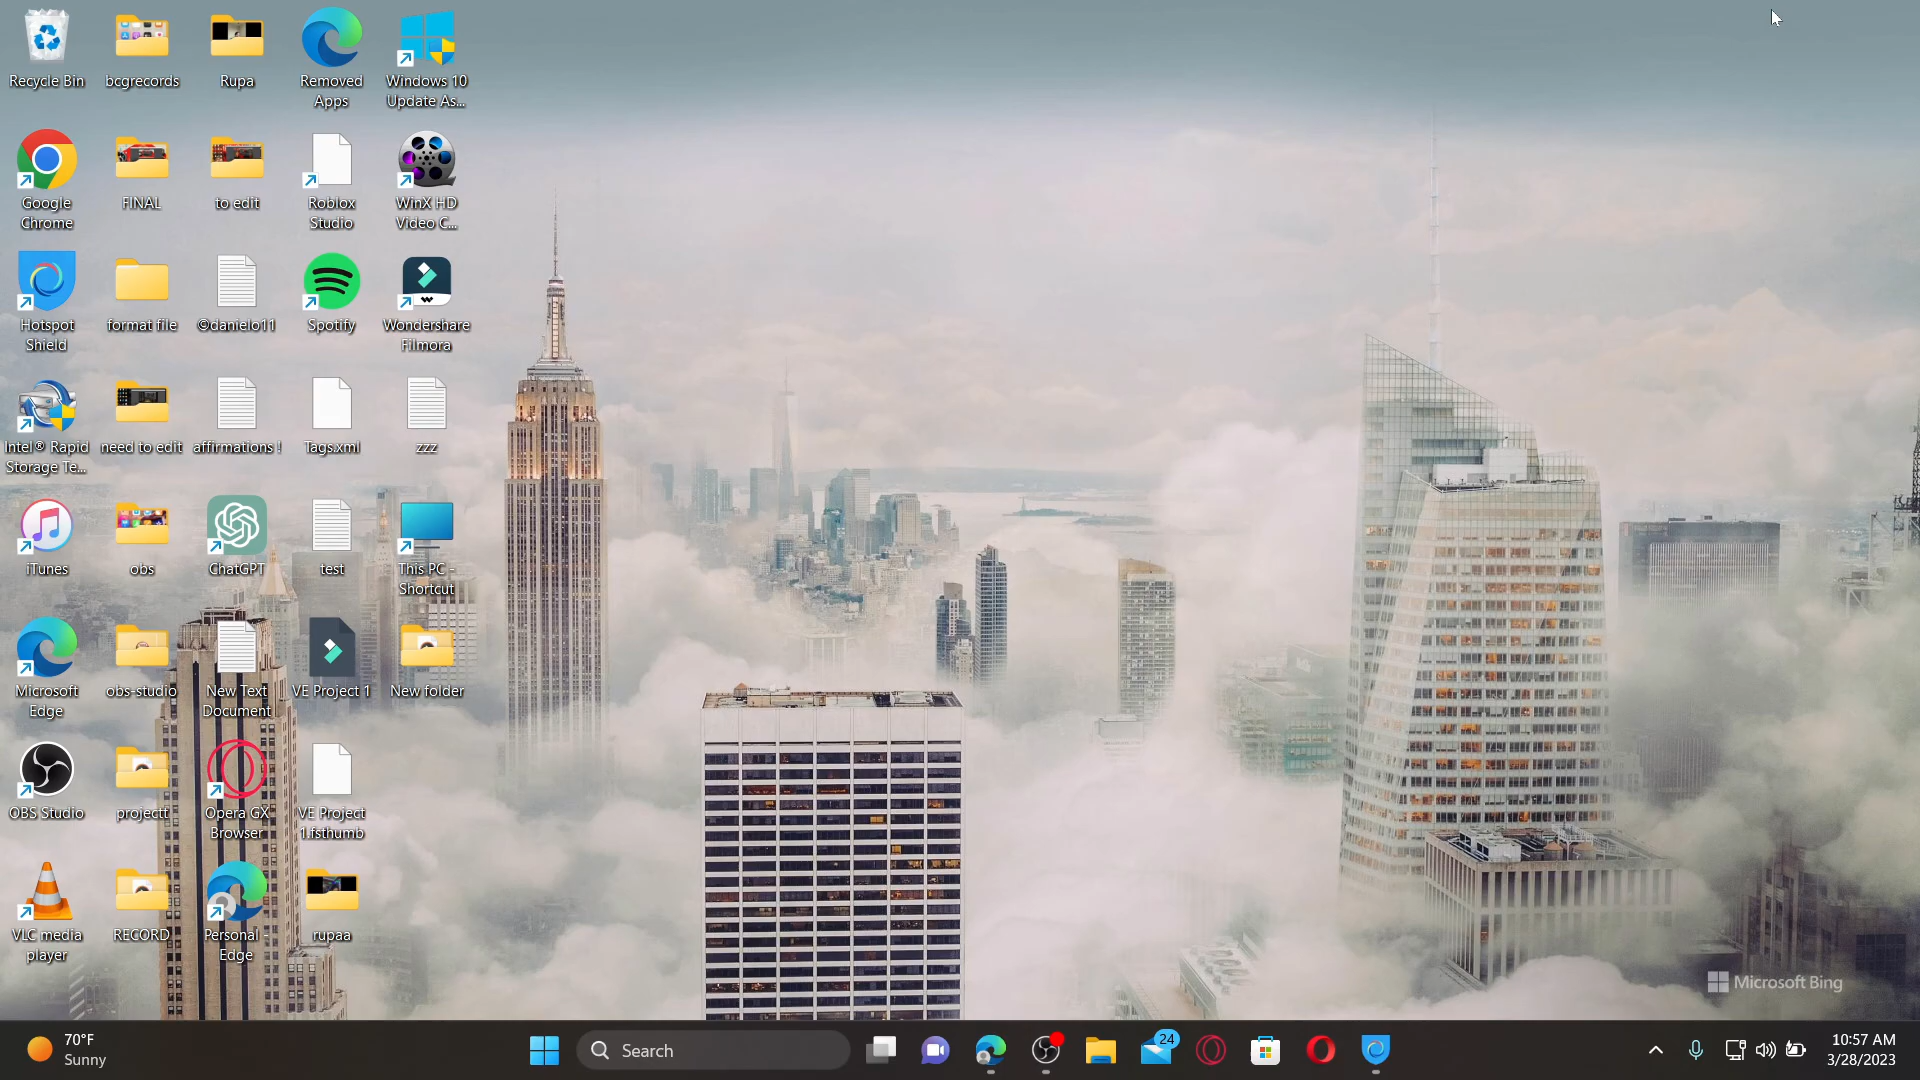 Recycle Bin
bcgrecords
Rupa
Removed
Apps
Windows 10
Update As...
Google
Chrome
FINAL
to edit
Roblox
Studio
WinX HD
Video C...
Hotspot
Shield
format file
©danielo11
Spotify
Wondershare
Filmora
Intel® Rapid
Storage Te...
need to edit
affirmations !
Tags.xml
zzz
iTunes
obs
ChatGPT
test
This PC -
Shortcut
Microsoft
Edge
obs-studio
New Text
Document
VE Project 1
New folder
OBS Studio
projectt
Opera GX
Browser
VE Project
1.fsthumb
VLC media
player
RECORD
Personal -
Edge
rupaa
Microsoft Bing
70°F
Sunny
Search
24
10:57 AM
3/28/2023